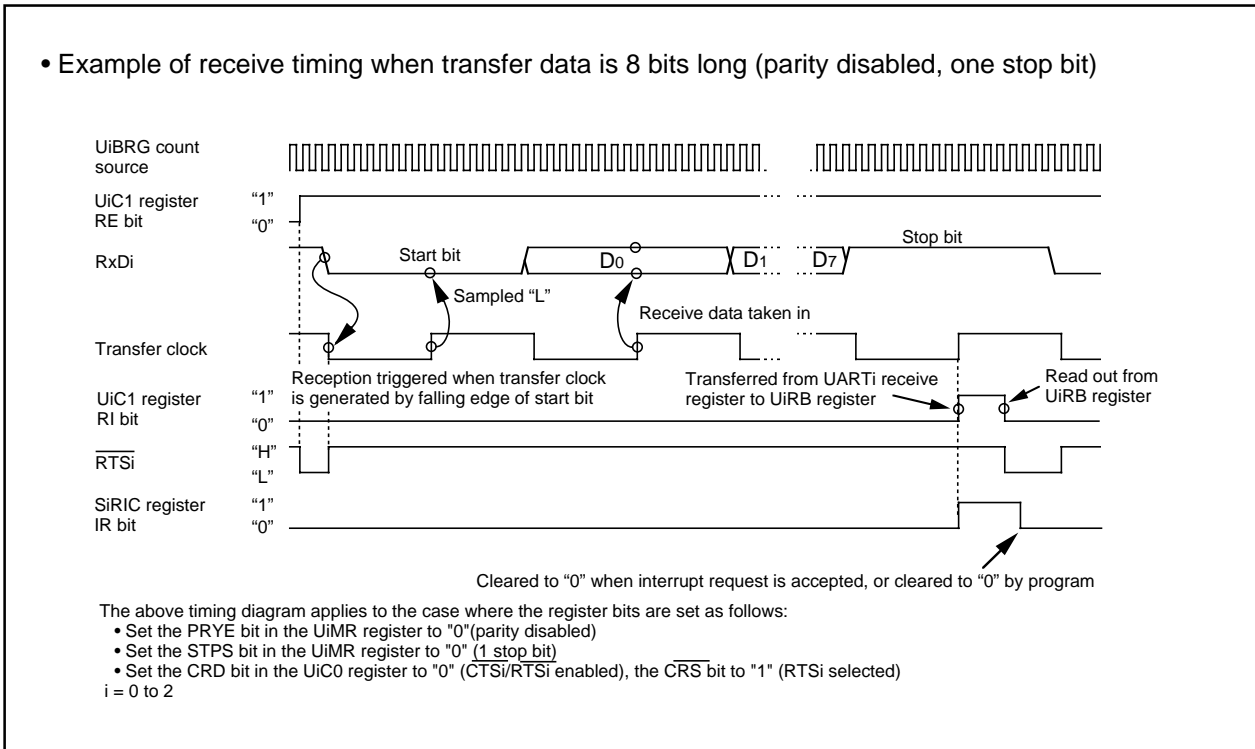 • Example of receive timing when transfer data is 8 bits long (parity disabled, one stop bit)
UiBRG count
source
UiC1 register
RE bit
“1”
“0”
RxDi
Start bit
D0
D1
D7
Stop bit
Sampled “L”
Receive data taken in
Transfer clock
Reception triggered when transfer clock
is generated by falling edge of start bit
Transferred from UARTi receive
register to UiRB register
Read out from
UiRB register
UiC1 register
RI bit
“1”
“0”
RTSi
“H”
“L”
SiRIC register
IR bit
“1”
“0”
Cleared to “0” when interrupt request is accepted, or cleared to “0” by program
The above timing diagram applies to the case where the register bits are set as follows:
• Set the PRYE bit in the UiMR register to "0"(parity disabled)
• Set the STPS bit in the UiMR register to "0" (1 stop bit)
• Set the CRD bit in the UiC0 register to "0" (CTSi/RTSi enabled), the CRS bit to "1" (RTSi selected)
i = 0 to 2